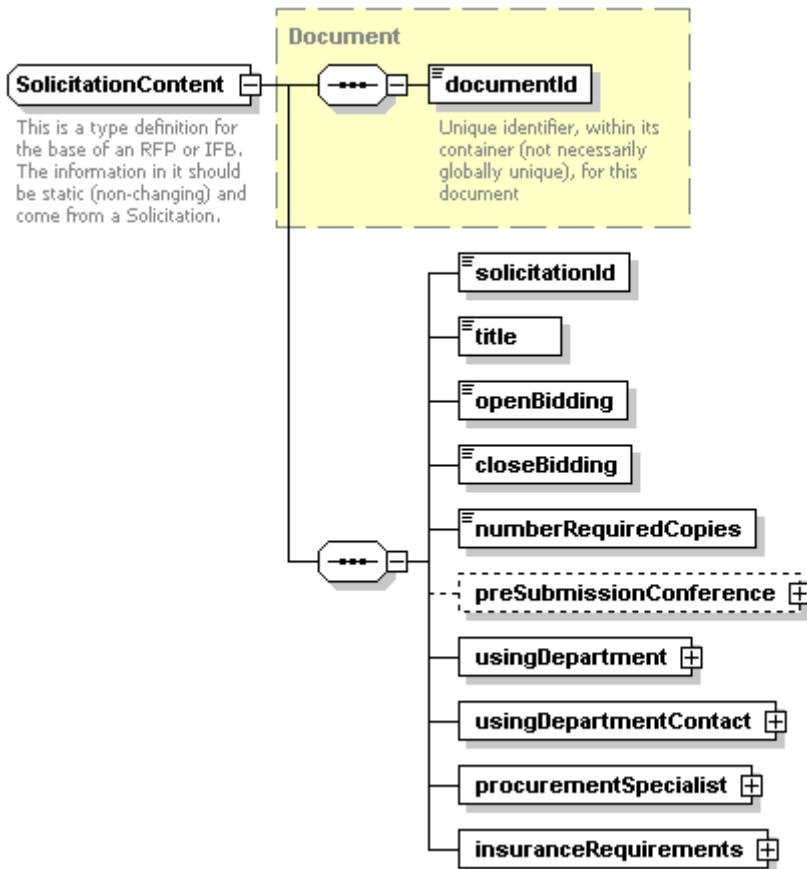 Document
SolicitationContent
This is a type definition for
the base of an RFP or IFB.
The information in it should
be static (non-changing) and
come from a Solicitation.
documentId
Unique identifier, within its
container (not necessarily
globally unique), for this
document
solicitationId
title
openBidding
closeBidding
numberRequiredCopies
preSubmissionConference
usingDepartment
usingDepartmentContact
procurementSpecialist
insuranceRequirements